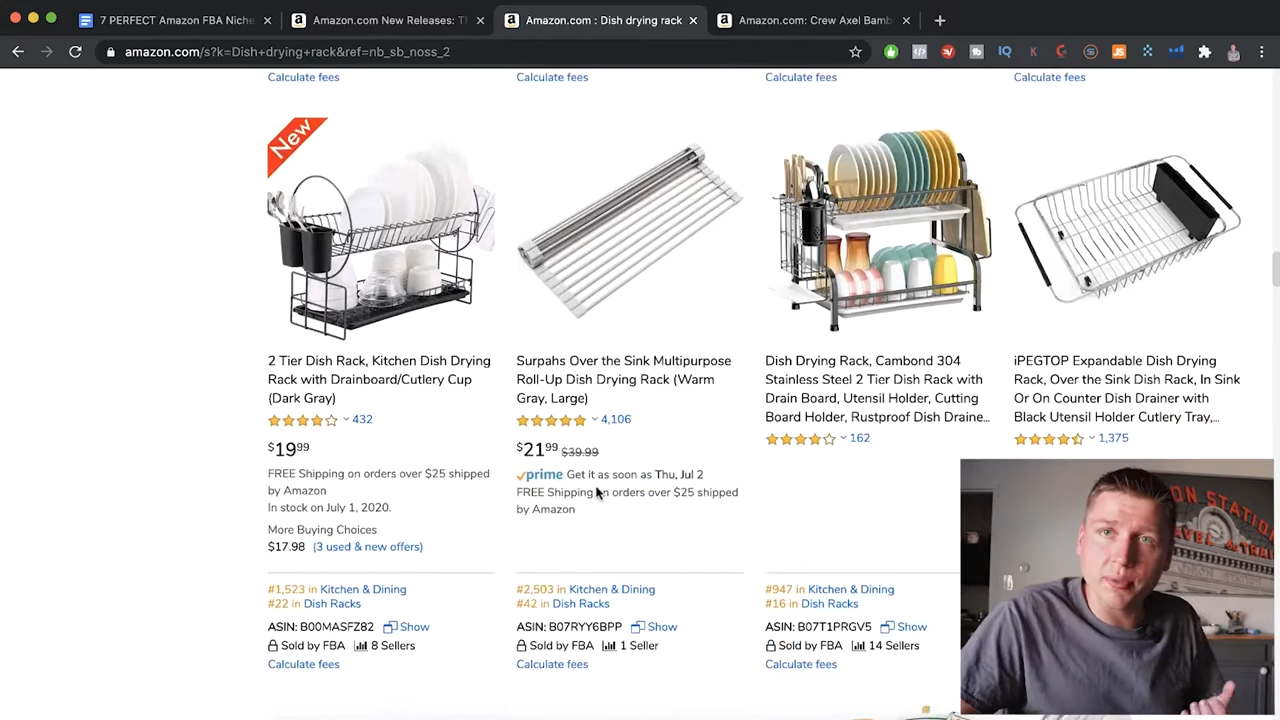 7 PERFECT Amazon FBA Niche
Amazon.com New Releases: T
Amazon.com : Dish drying rack
Amazon.com: Crew Axel Bamb
amazon.com/s?k=Dish+drying+rack&ref=nb_sb_noss_2
Calculate fees
Calculate fees
Calculate fees
Calculate fees
New
2 Tier Dish Rack, Kitchen Dish Drying
Rack with Drainboard/Cutlery Cup
(Dark Gray)
432
$19.99
FREE Shipping on orders over $25 shipped
by Amazon
In stock on July 1, 2020.
More Buying Choices
$17.98 (3 used & new offers)
#1,523 in Kitchen & Dining
#22 in Dish Racks
ASIN: B00MASFZ82 Show
Sold by FBA 8 Sellers
Calculate fees
Surpahs Over the Sink Multipurpose
Roll-Up Dish Drying Rack (Warm
Gray, Large)
4,106
$21.99 $39.99
prime Get it as soon as Thu, Jul 2
FREE Shipping on orders over $25 shipped
by Amazon
#2,503 in Kitchen & Dining
#42 in Dish Racks
ASIN: B07RYY6BPP Show
Sold by FBA 1 Seller
Calculate fees
Dish Drying Rack, Cambond 304
Stainless Steel 2 Tier Dish Rack with
Drain Board, Utensil Holder, Cutting
Board Holder, Rustproof Dish Draine...
162
#947 in Kitchen & Dining
#16 in Dish Racks
ASIN: B07T1PRGV5 Show
Sold by FBA 14 Sellers
Calculate fees
iPEGTOP Expandable Dish Drying
Rack, Over the Sink Dish Rack, In Sink
Or On Counter Dish Drainer with
Black Utensil Holder Cutlery Tray,...
1,375
ON STATION
TRAVEL & TRAI
UNION STATION